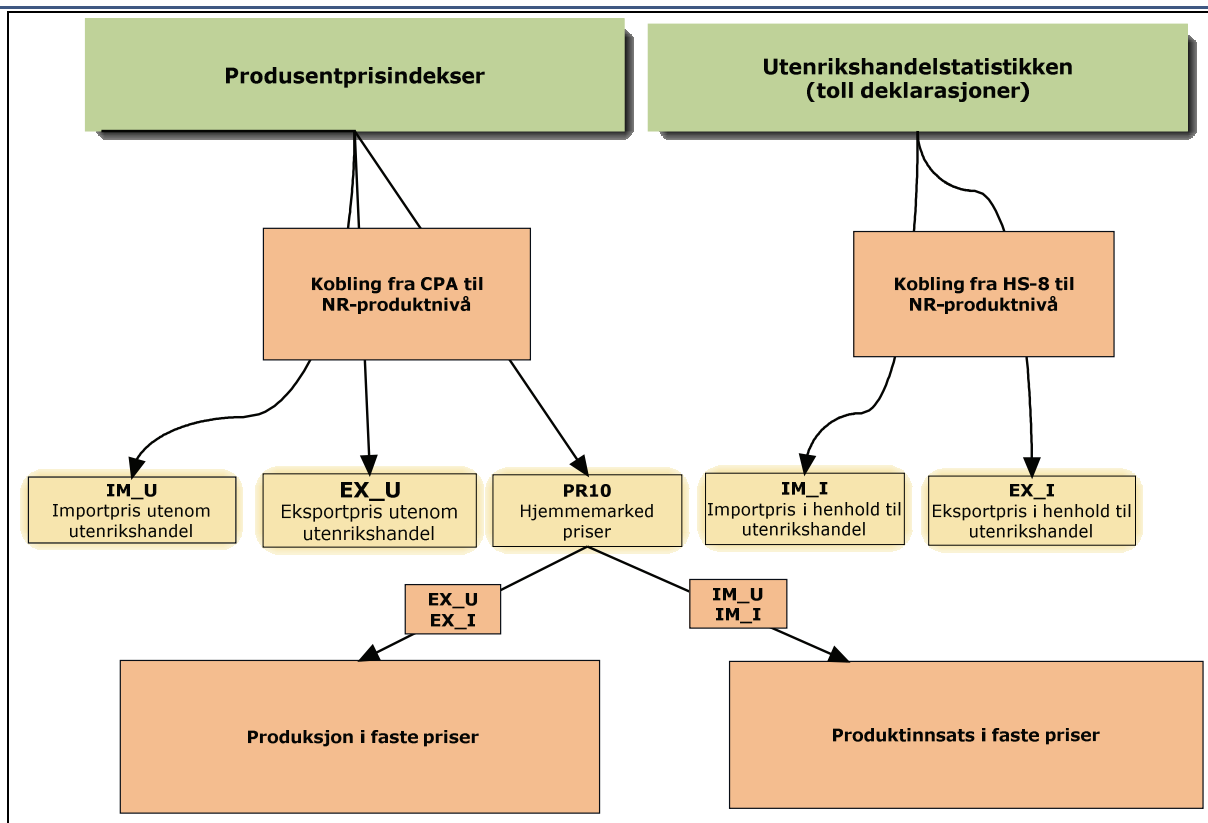 Produsentprisindekser
Utenrikshandelstatistikken
(toll deklarasjoner)
Kobling fra CPA til
NR-produktnivå
Kobling fra HS-8 til
NR-produktnivå
IM_U
Importpris utenom
utenrikshandel
EX_U
Eksportpris utenom
utenrikshandel
PR10
Hjemmemarked
priser
IM_I
Importpris i henhold til
utenrikshandel
EX_I
Eksportpris i henhold til
utenrikshandel
EX_U
EX_I
IM_U
IM_I
Produksjon i faste priser
Produktinnsats i faste priser